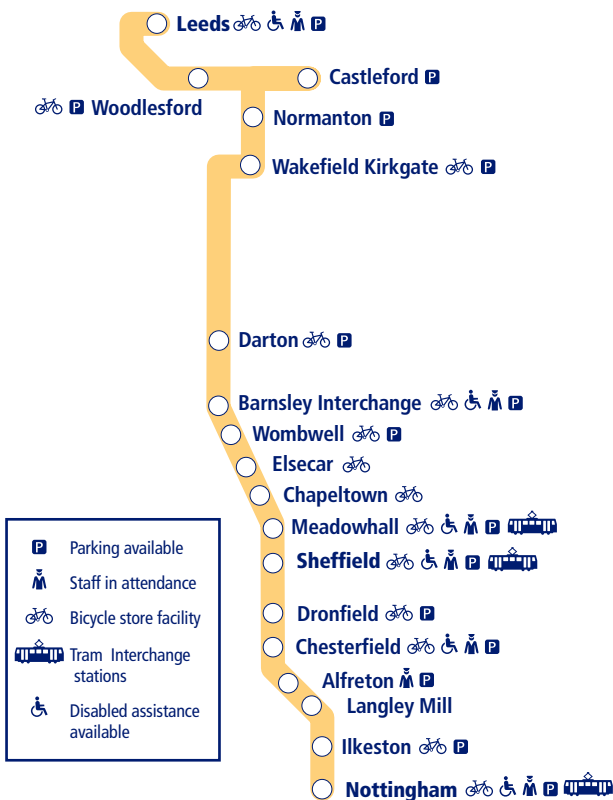 Leeds P
Castleford P
P Woodlesford
Normanton P
Wakefield Kirkgate P
Darton P
Barnsley Interchange P
Wombwell P
Elsecar
Chapeltown
Meadowhall P
Sheffield P
Dronfield P
Chesterfield P
Alfreton P
Langley Mill
Ilkeston P
Nottingham P
P Parking available
Staff in attendance
Bicycle store facility
Tram Interchange
stations
Disabled assistance
available